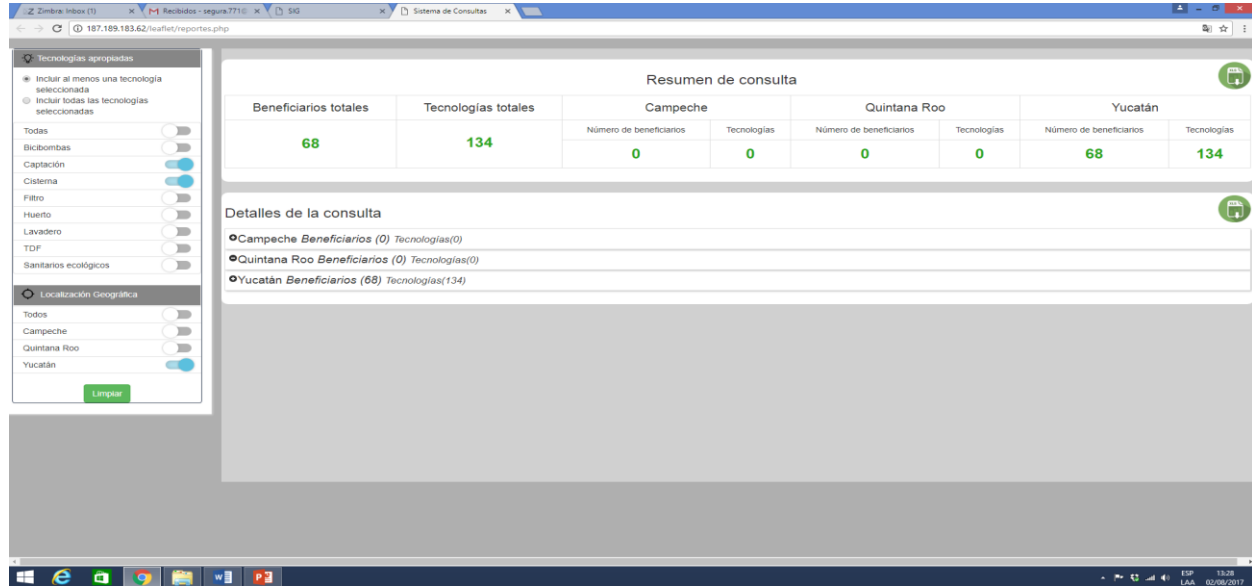 Zimbra: Inbox (1)
Recibidos - segura.771@
SIG
Sistema de Consultas
187.189.183.62/leaflet/reportes.php
Tecnologías apropiadas
Incluir al menos una tecnología
seleccionada
Incluir todas las tecnologías
seleccionadas
Todas
Bicibombas
Captación
Cisterna
Filtro
Huerto
Lavadero
TDF
Sanitarios ecológicos
Localización Geográfica
Todos
Campeche
Quintana Roo
Yucatán
Limpiar
Resumen de consulta
Beneficiarios totales Tecnologías totales Campeche Quintana Roo Yucatán
Número de beneficiarios Tecnologías Número de beneficiarios Tecnologías Número de beneficiarios Tecnologías
68 134 0 0 0 0 68 134
Detalles de la consulta
Campeche Beneficiarios (0) Tecnologías(0)
Quintana Roo Beneficiarios (0) Tecnologías(0)
Yucatán Beneficiarios (68) Tecnologías(134)
ESP 13:28
LAA 02/08/2017